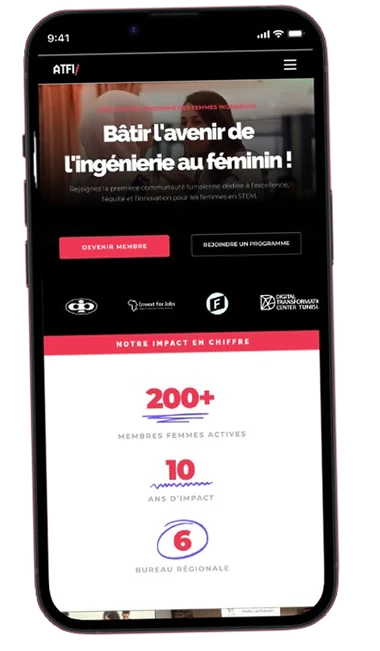 9:41
ATFI/
Bâtir l'avenir de
l'ingénierie au féminin !
Rejoignez la première communauté tunisienne dédiée à l'excellence,
l'équité et l'innovation pour les femmes en STEM.
DEVENIR MEMBRE
REJOINDRE UN PROGRAMME
Invest for Jobs
F
DIGITAL
TRANSFORMATION
CENTER TUNISIA
NOTRE IMPACT EN CHIFFRE
200+
MEMBRES FEMMES ACTIVES
10
ANS D'IMPACT
6
BUREAU RÉGIONALE